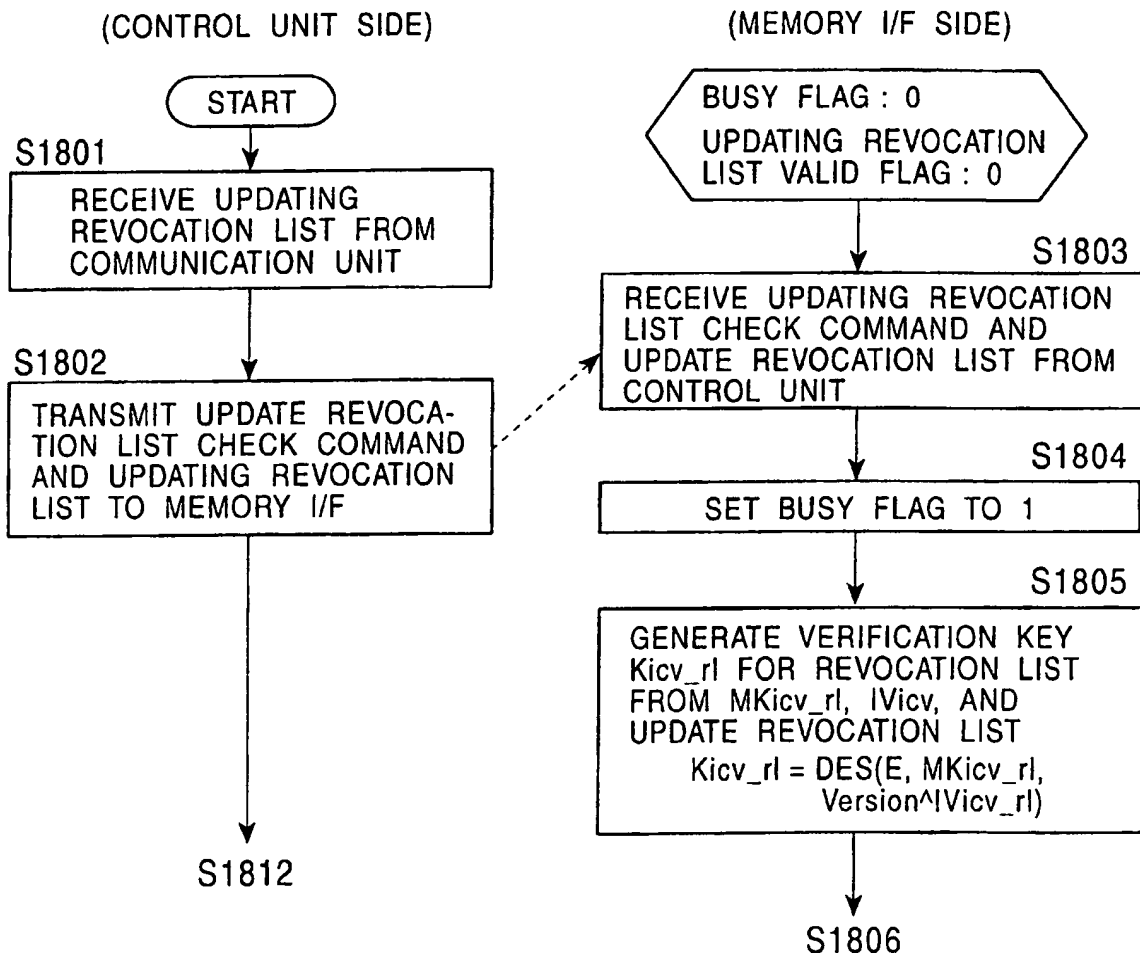 (CONTROL UNIT SIDE)
START
S1801
RECEIVE UPDATING
REVOCATION LIST FROM
COMMUNICATION UNIT
S1802
TRANSMIT UPDATE REVOCA-
TION LIST CHECK COMMAND
AND UPDATING REVOCATION
LIST TO MEMORY I/F
S1812
(MEMORY I/F SIDE)
BUSY FLAG : 0
UPDATING REVOCATION
LIST VALID FLAG : 0
S1803
RECEIVE UPDATING REVOCATION
LIST CHECK COMMAND AND
UPDATE REVOCATION LIST FROM
CONTROL UNIT
S1804
SET BUSY FLAG TO 1
S1805
GENERATE VERIFICATION KEY
Kicv_rl FOR REVOCATION LIST
FROM MKicv_rl, IVicv, AND
UPDATE REVOCATION LIST
Kicv_rl = DES(E, MKicv_rl,
Version^IVicv_rl)
S1806